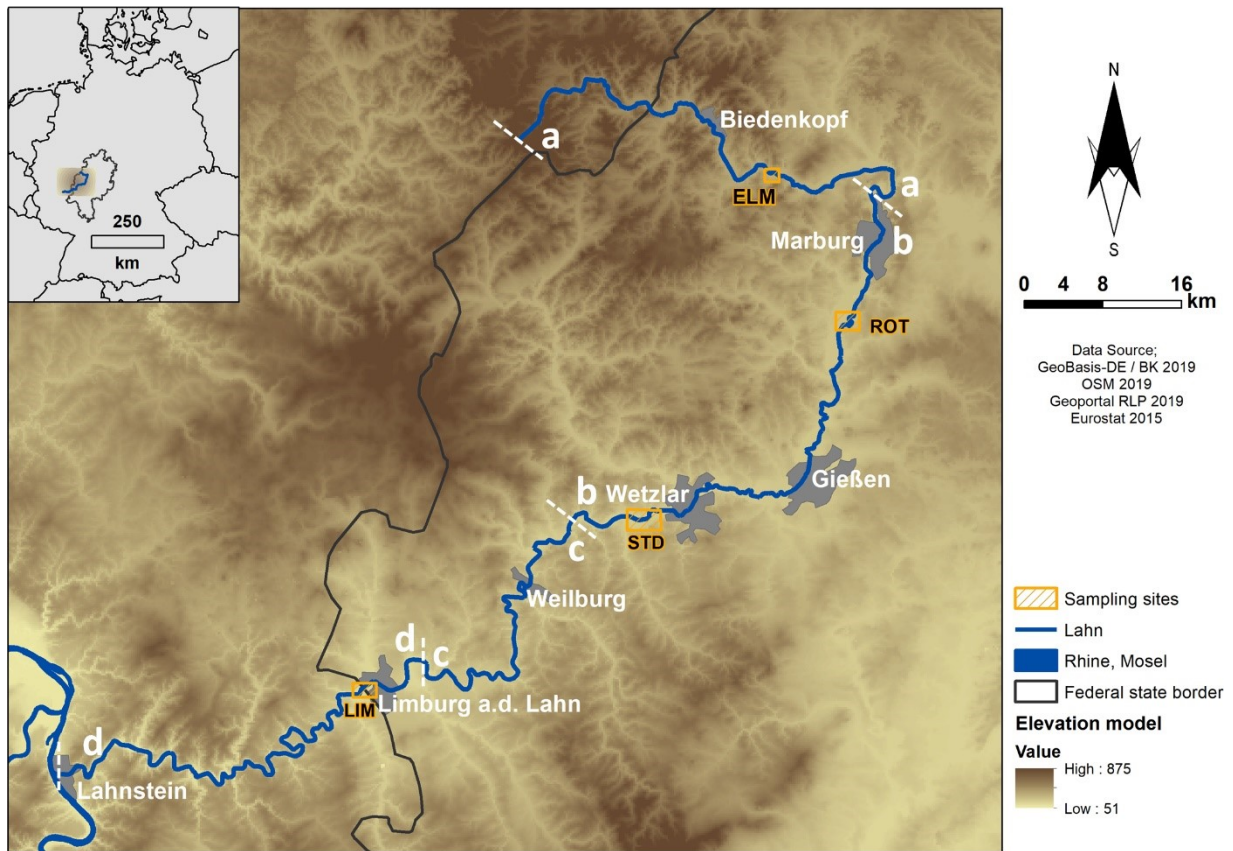 250
km
a
Biedenkopf
ELM
a
Marburg
b
ROT
Gießen
b
Wetzlar
STD
c
Weilburg
d
c
LIM
Limburg a.d. Lahn
d
Lahnstein
N
S
0 4 8 16
km
Data Source;
GeoBasis-DE / BK 2019
OSM 2019
Geoportal RLP 2019
Eurostat 2015
Sampling sites
Lahn
Rhine, Mosel
Federal state border
Elevation model
Value
High : 875
Low : 51